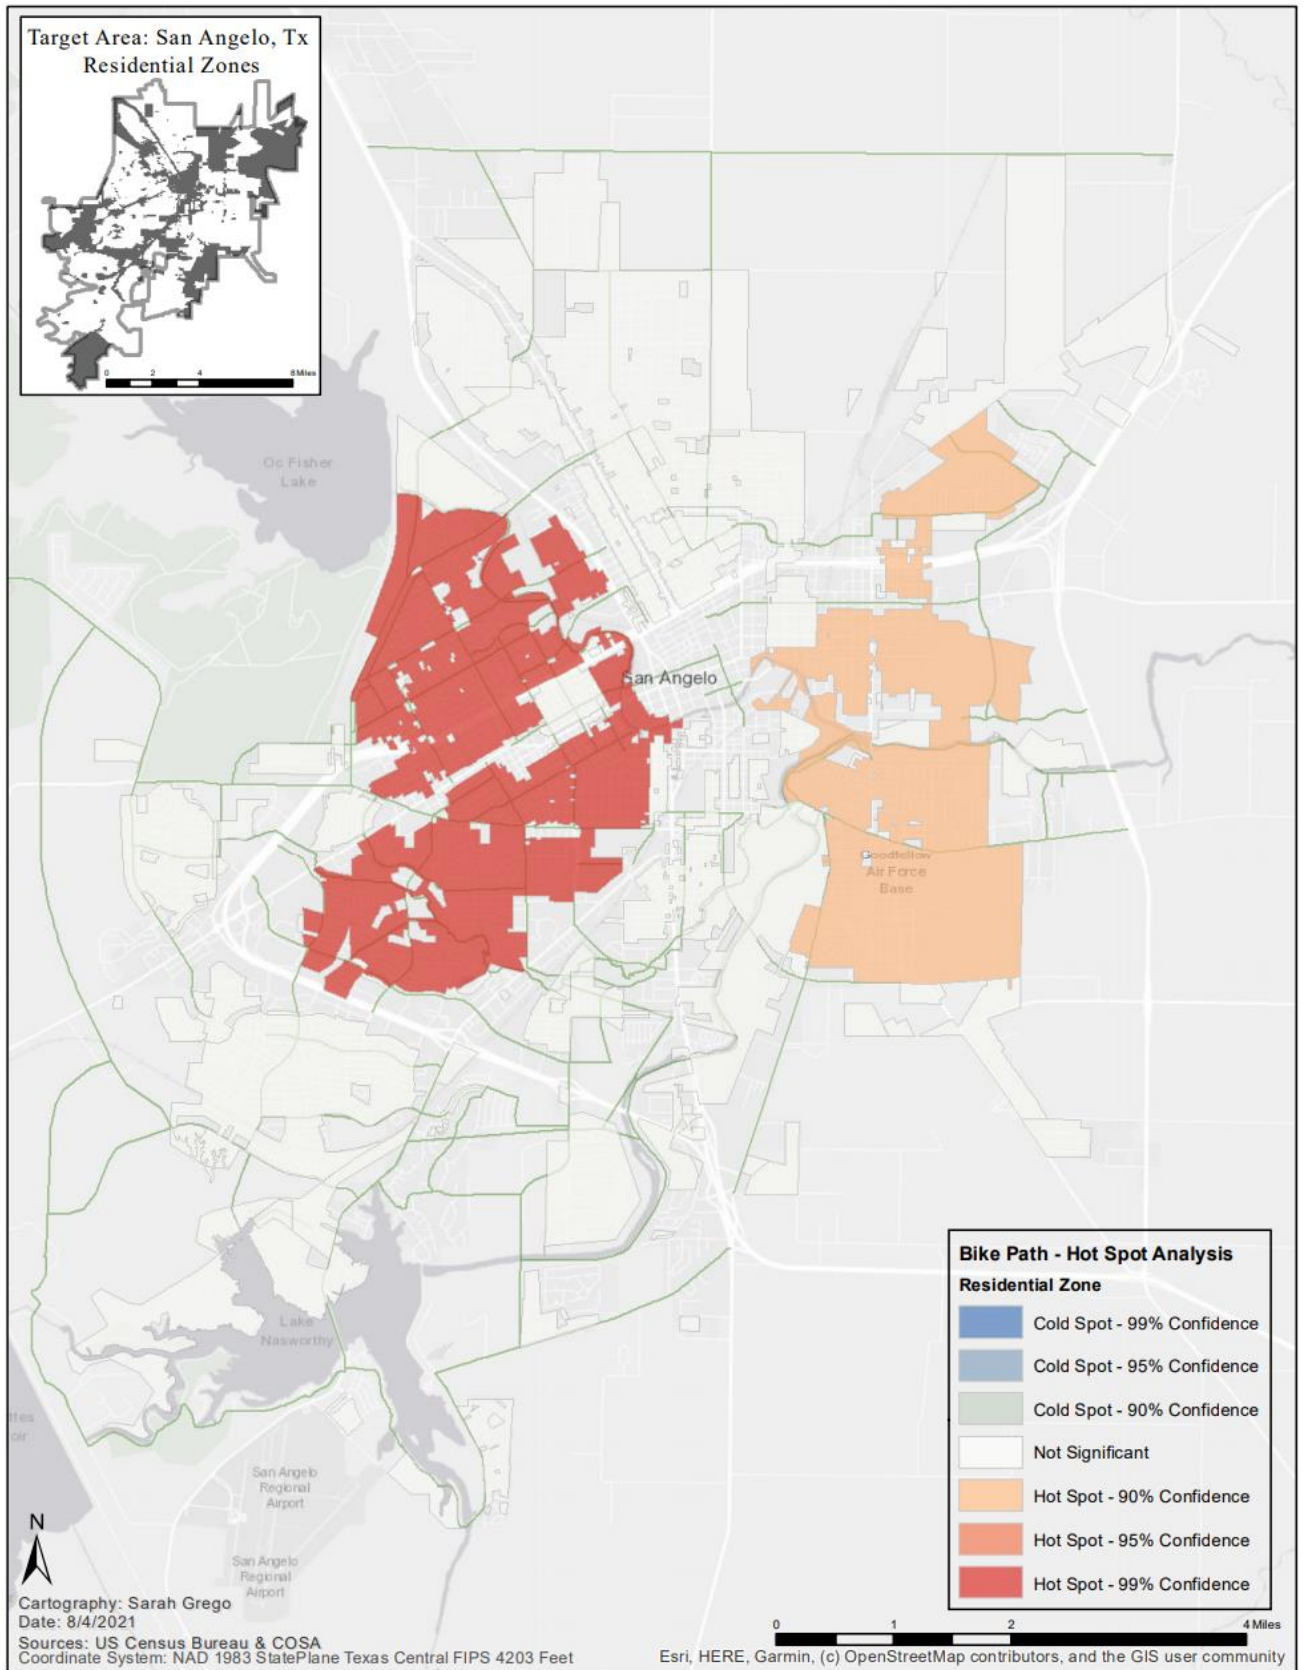 Target Area: San Angelo, Tx
Residential Zones
0 2 4 8 Miles
Oc Fisher
Lake
San Angelo
Goodfellow
Air Force
Base
Lake
Nasworthy
San Angelo
Regional
Airport
San Angelo
Regional
Airport
Bike Path - Hot Spot Analysis
Residential Zone
Cold Spot - 99% Confidence
Cold Spot - 95% Confidence
Cold Spot - 90% Confidence
Not Significant
Hot Spot - 90% Confidence
Hot Spot - 95% Confidence
Hot Spot - 99% Confidence
N
Cartography: Sarah Grego
Date: 8/4/2021
Sources: US Census Bureau & COSA
Coordinate System: NAD 1983 StatePlane Texas Central FIPS 4203 Feet
0 1 2 4 Miles
Esri, HERE, Garmin, (c) OpenStreetMap contributors, and the GIS user community